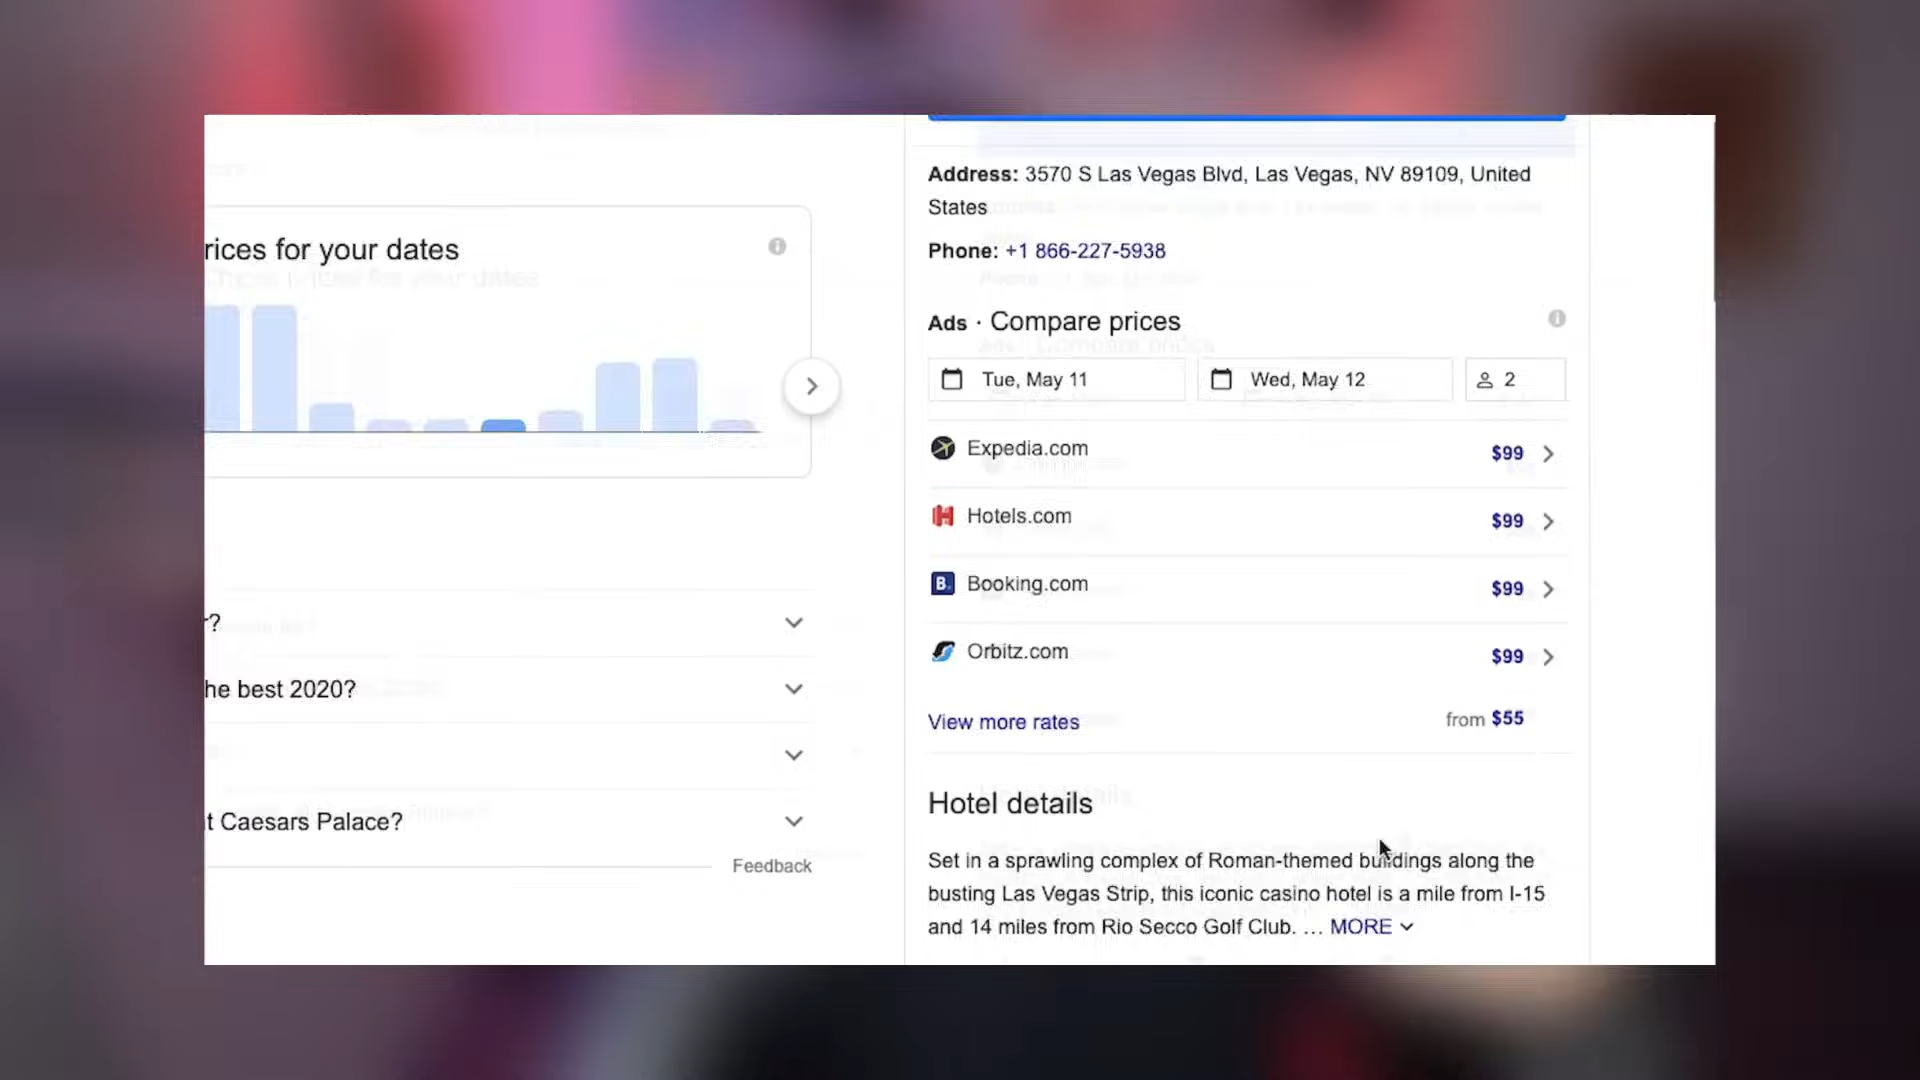 rices for your dates
r?
he best 2020?
t Caesars Palace?
Feedback
Address: 3570 S Las Vegas Blvd, Las Vegas, NV 89109, United
States
Phone: +1 866-227-5938
Ads · Compare prices
Tue, May 11 Wed, May 12 2
Expedia.com $99
Hotels.com $99
B. Booking.com $99
Orbitz.com $99
View more rates from $55
Hotel details
Set in a sprawling complex of Roman-themed buildings along the
busting Las Vegas Strip, this iconic casino hotel is a mile from I-15
and 14 miles from Rio Secco Golf Club. ... MORE